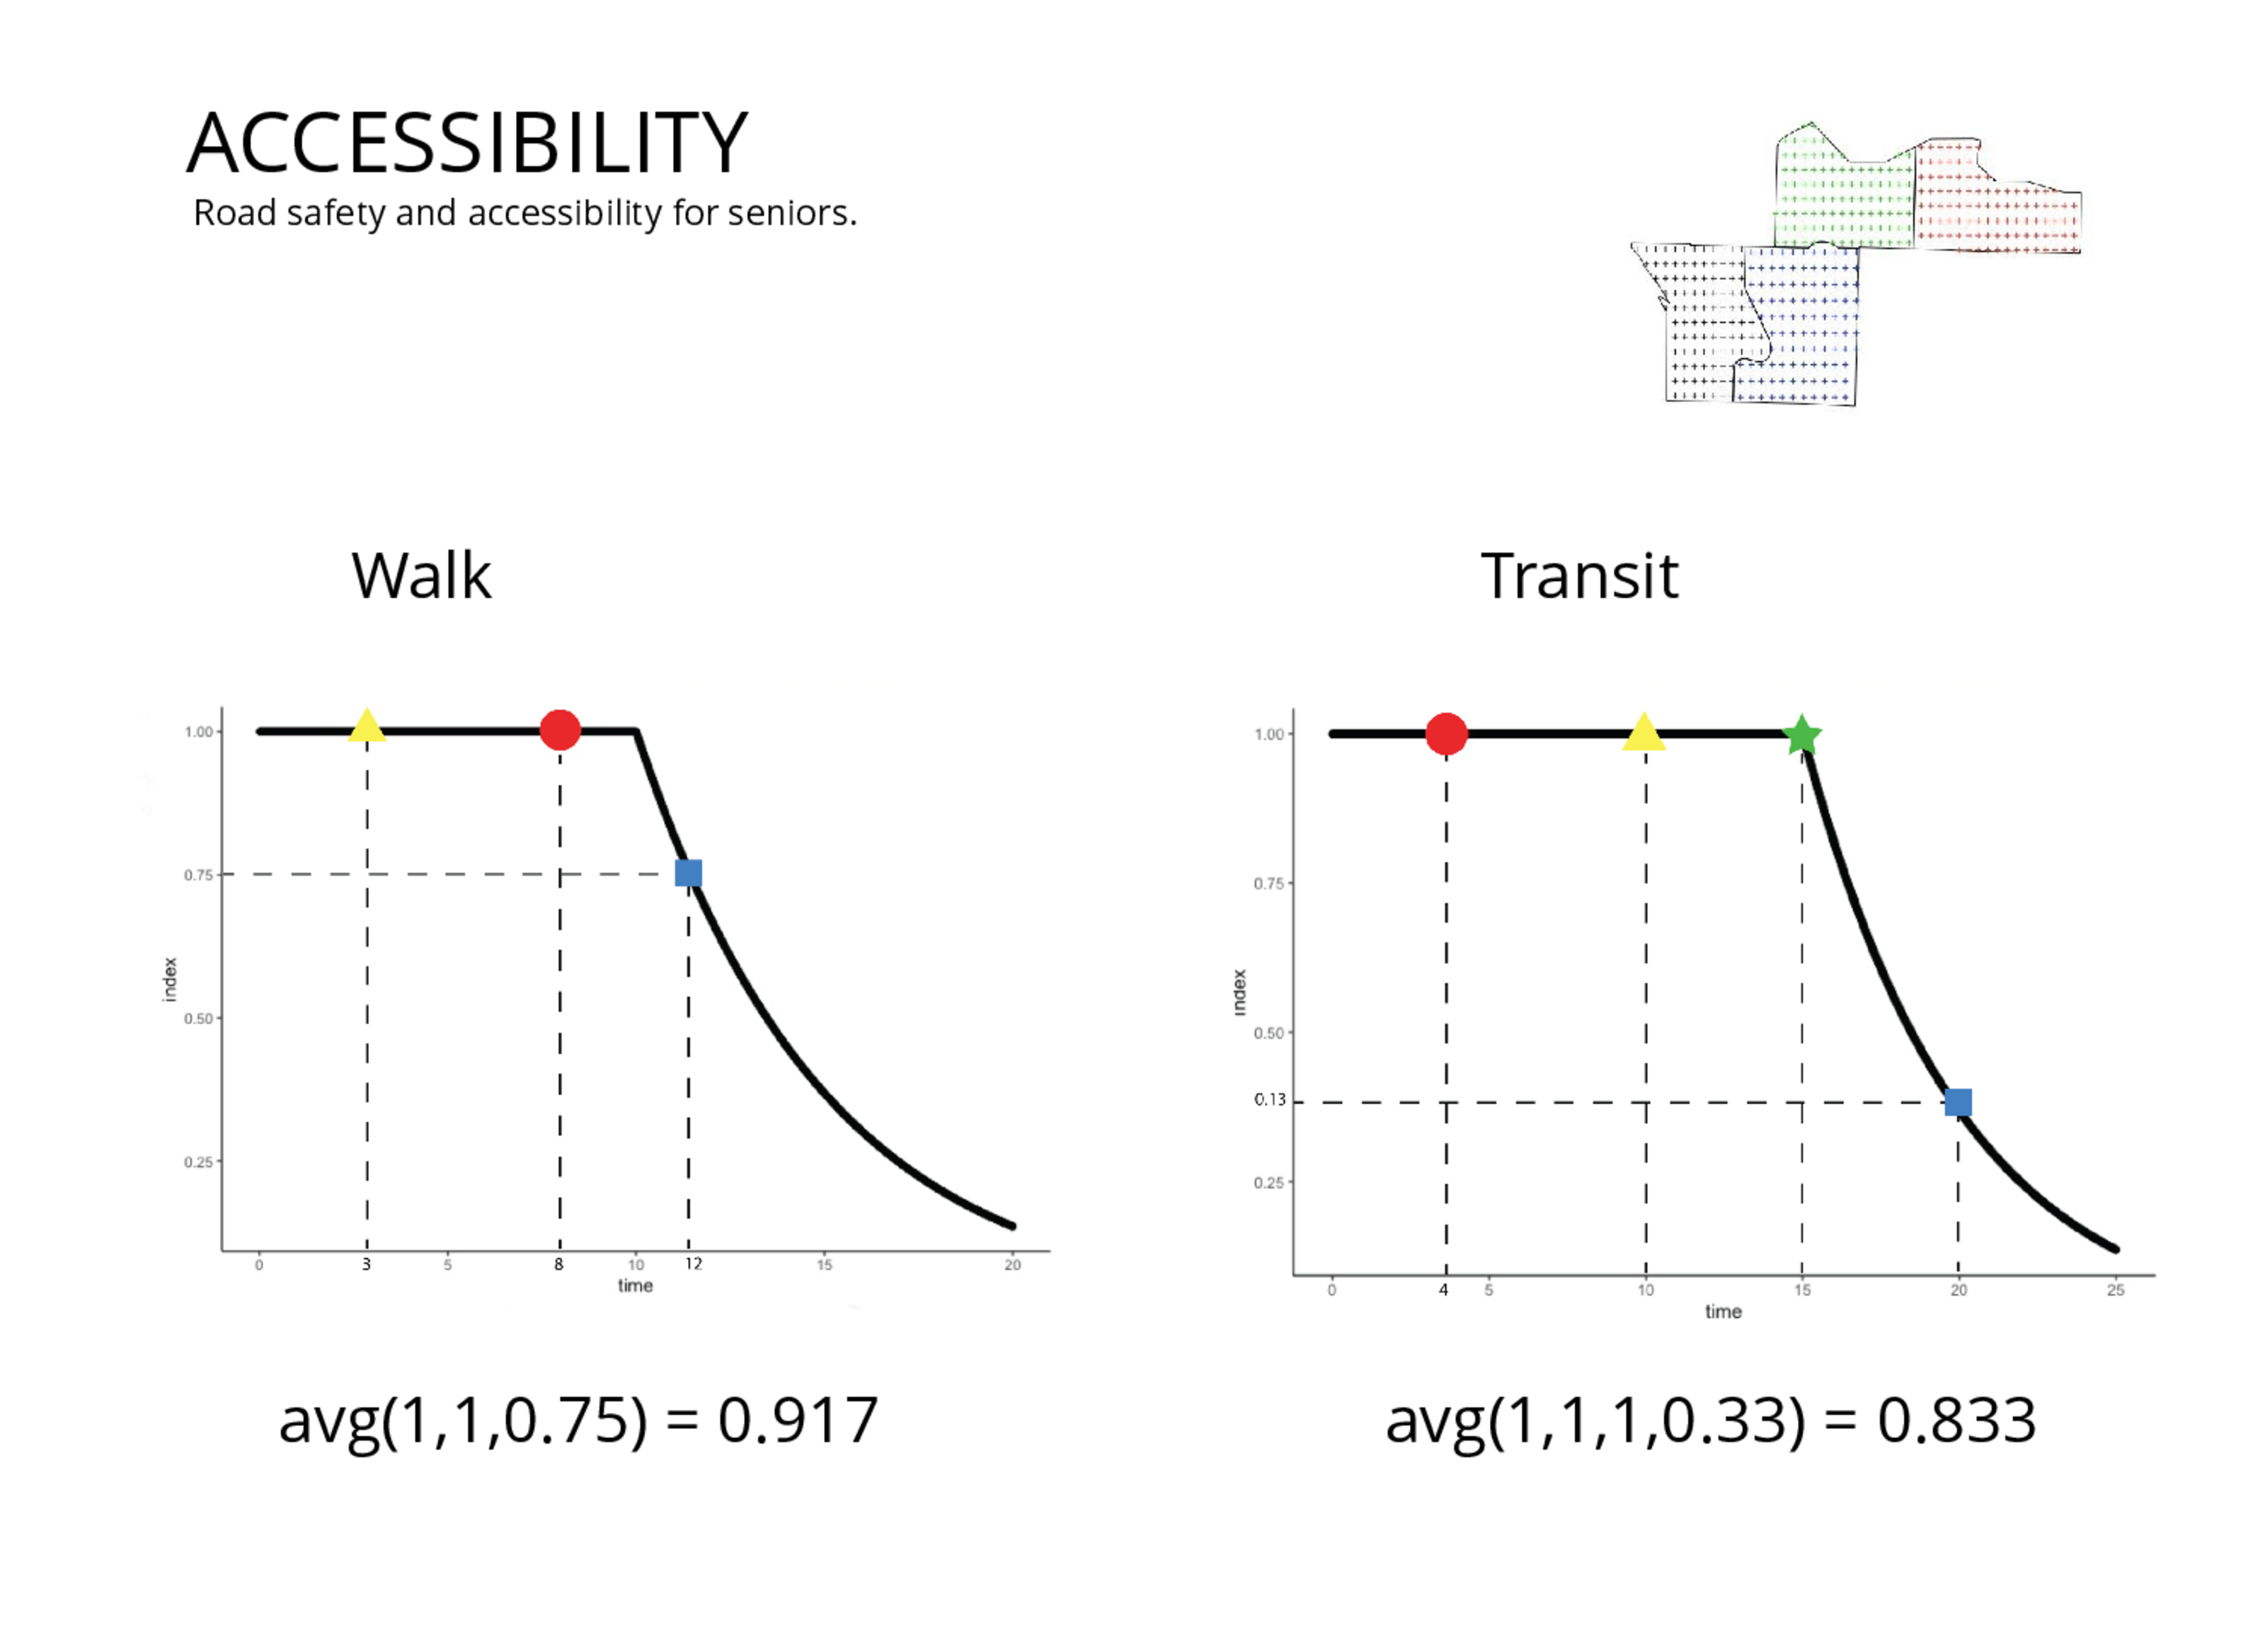 ACCESSIBILITY
Road safety and accessibility for seniors.
Walk
1.00
0.75
0.50
0.25
index
0 3 5 8 10 12 15 20
time
avg(1,1,0.75) = 0.917
Transit
1.00
0.75
0.50
0.13
0.25
index
0 4 5 10 15 20 25
time
avg(1,1,1,0.33) = 0.833